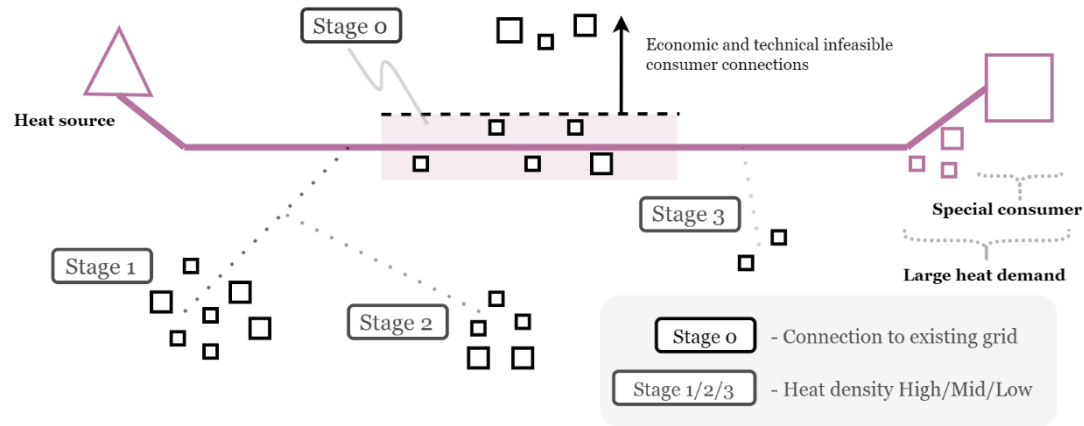 Stage 0
Economic and technical infeasible
consumer connections
Heat source
Stage 3
Special consumer
Stage 1
Large heat demand
Stage 2
Stage 0 - Connection to existing grid
Stage 1/2/3 - Heat density High/Mid/Low